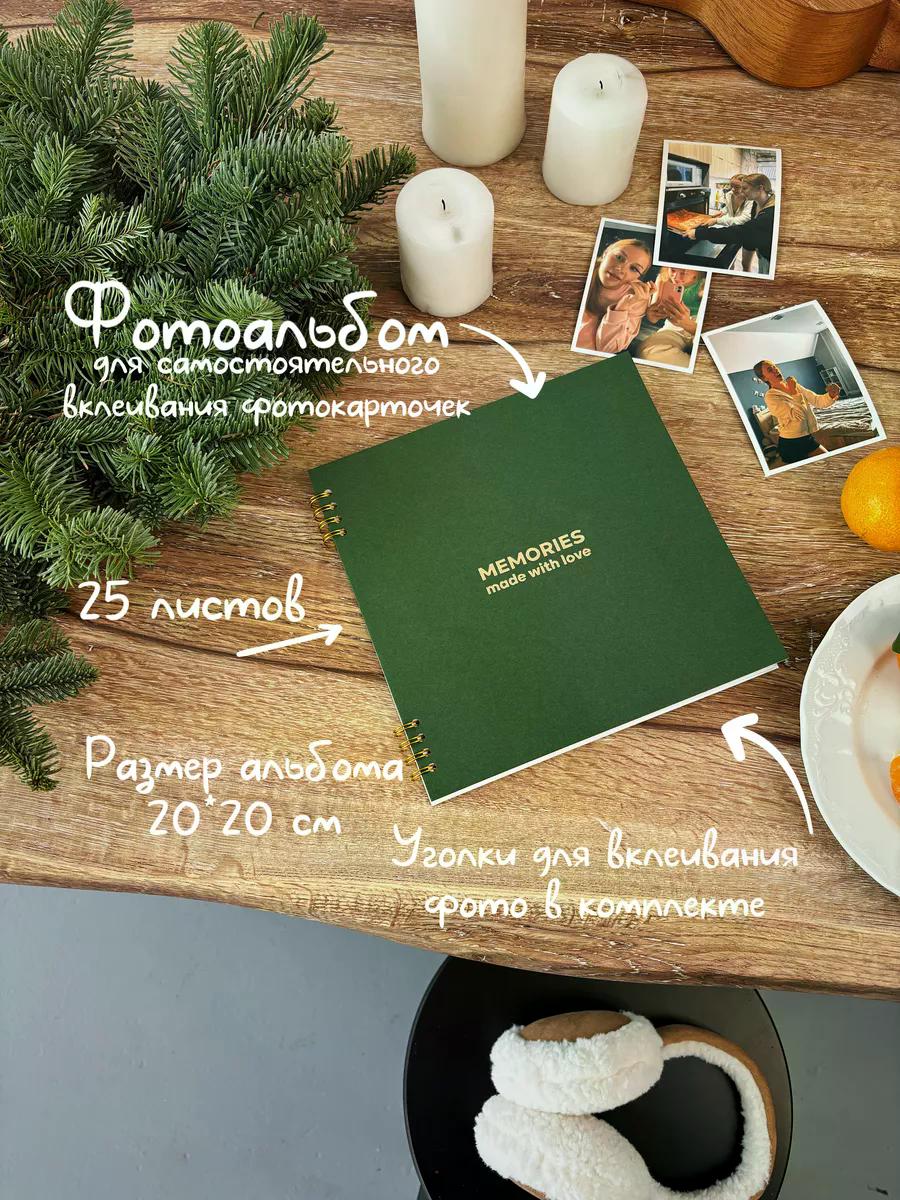 Фотоальбом
для самостоятельного
вклеивания фотокарточек
MEMORIES
made with love
25 листов
Размер альбома
20*20 см
Уголки для вклеивания
фото в комплекте